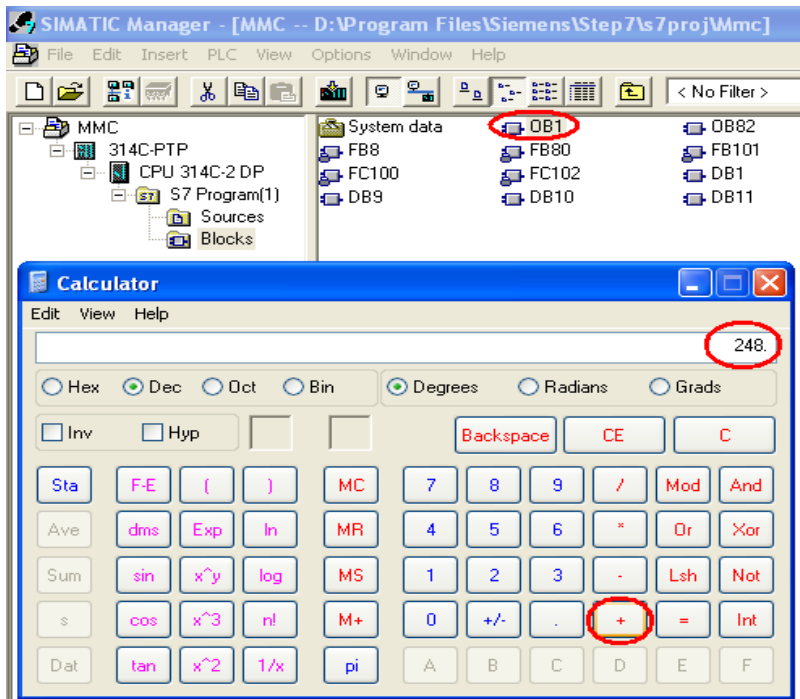 SIMATIC Manager - [MMC -- D:\Program Files\Siemens\Step7\s7proj\Mmc]
File Edit Insert PLC View Options Window Help
< No Filter >
MMC
314C-PTP
CPU 314C-2 DP
S7 Program(1)
Sources
Blocks
System data OB1 OB82
FB8 FB80 FB101
FC100 FC102 DB1
DB9 DB10 DB11
Calculator
Edit View Help
248.
Hex Dec Oct Bin Degrees Radians Grads
Inv Hyp Backspace CE C
Sta F-E ( ) MC 7 8 9 / Mod And
Ave dms Exp ln MR 4 5 6 * Or Xor
Sum sin x^y log MS 1 2 3 - Lsh Not
s cos x^3 n! M+ 0 +/- . + = Int
Dat tan x^2 1/x pi A B C D E F